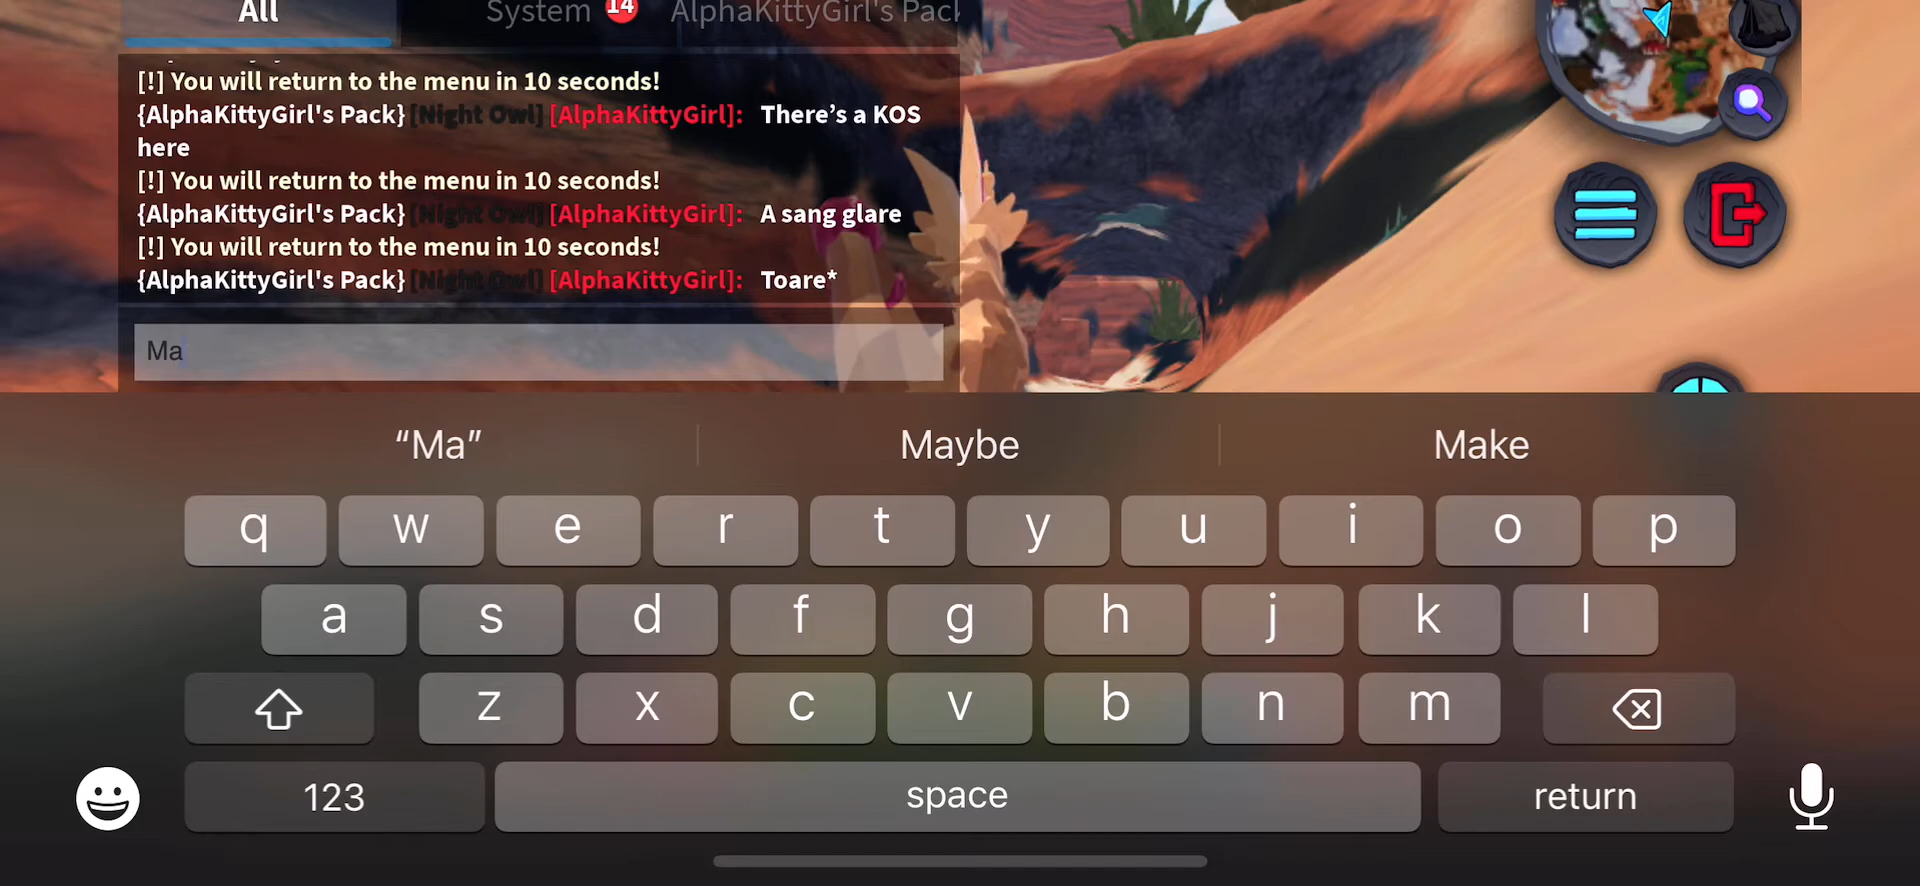 All System 14 AlphaKittyGirl's Pack
[!] You will return to the menu in 10 seconds!
{AlphaKittyGirl's Pack} [Night Owl] [AlphaKittyGirl]: There’s a KOS
here
[!] You will return to the menu in 10 seconds!
{AlphaKittyGirl's Pack} [Night Owl] [AlphaKittyGirl]: A sang glare
[!] You will return to the menu in 10 seconds!
{AlphaKittyGirl's Pack} [Night Owl] [AlphaKittyGirl]: Toare*
Ma
“Ma” Maybe Make
q w e r t y u i o p
a s d f g h j k l
z x c v b n m
123 space return